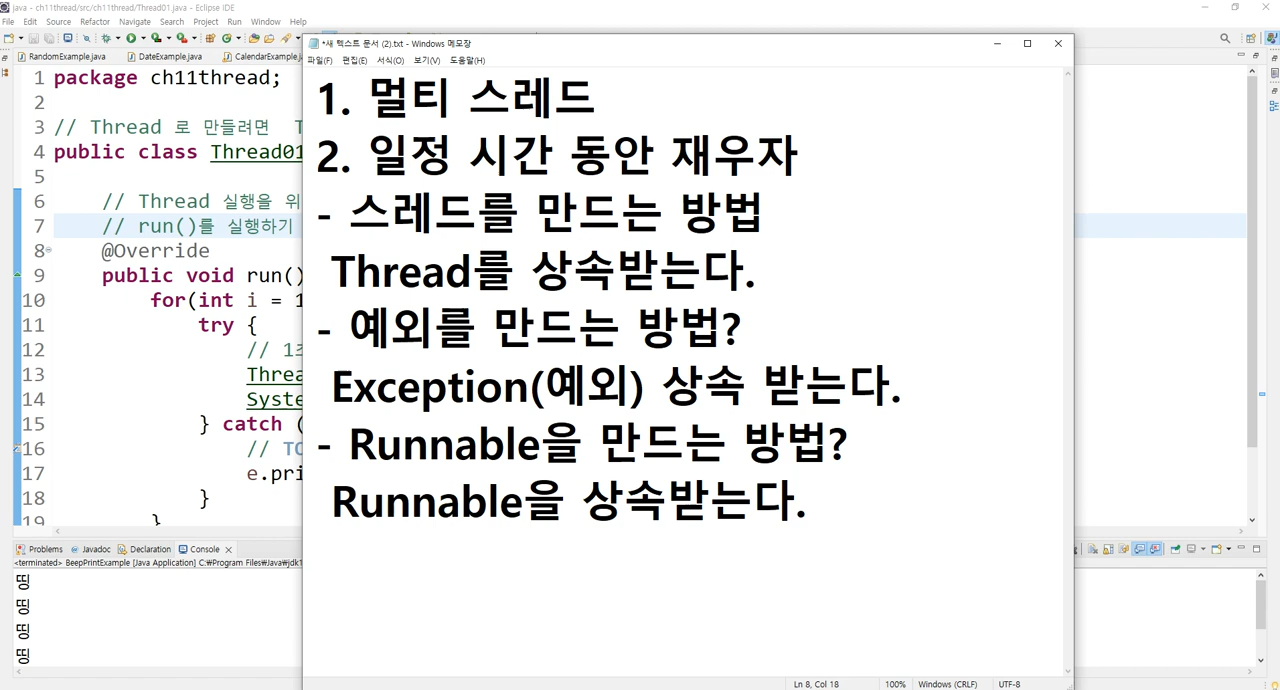 java - ch11thread/src/ch11thread/Thread01.java - Eclipse IDE
File Edit Source Refactor Navigate Search Project Run Window Help
RandomExample.java DateExample.java CalendarExample.j
1 package ch11thread;
2
3 // Thread 로 만들려면
4 public class Thread01
5
6 // Thread 실행을 위
7 // run()를 실행하기
8 @Override
9 public void run()
10 for(int i = 1
11 try {
12 // 1초
13 Threa
14 Syste
15 } catch (
16 // TO
17 e.pri
18 }
19 }
*새 텍스트 문서 (2).txt - Windows 메모장
파일(F) 편집(E) 서식(O) 보기(V) 도움말(H)
1. 멀티 스레드
2. 일정 시간 동안 재우자
- 스레드를 만드는 방법
Thread를 상속받는다.
- 예외를 만드는 방법?
Exception(예외) 상속 받는다.
- Runnable을 만드는 방법?
Runnable을 상속받는다.
Ln 8, Col 18 100% Windows (CRLF) UTF-8
Problems Javadoc Declaration Console
<terminated> BeepPrintExample [Java Application] C:₩Program Files₩Java₩jdk1
띵
띵
띵
띵